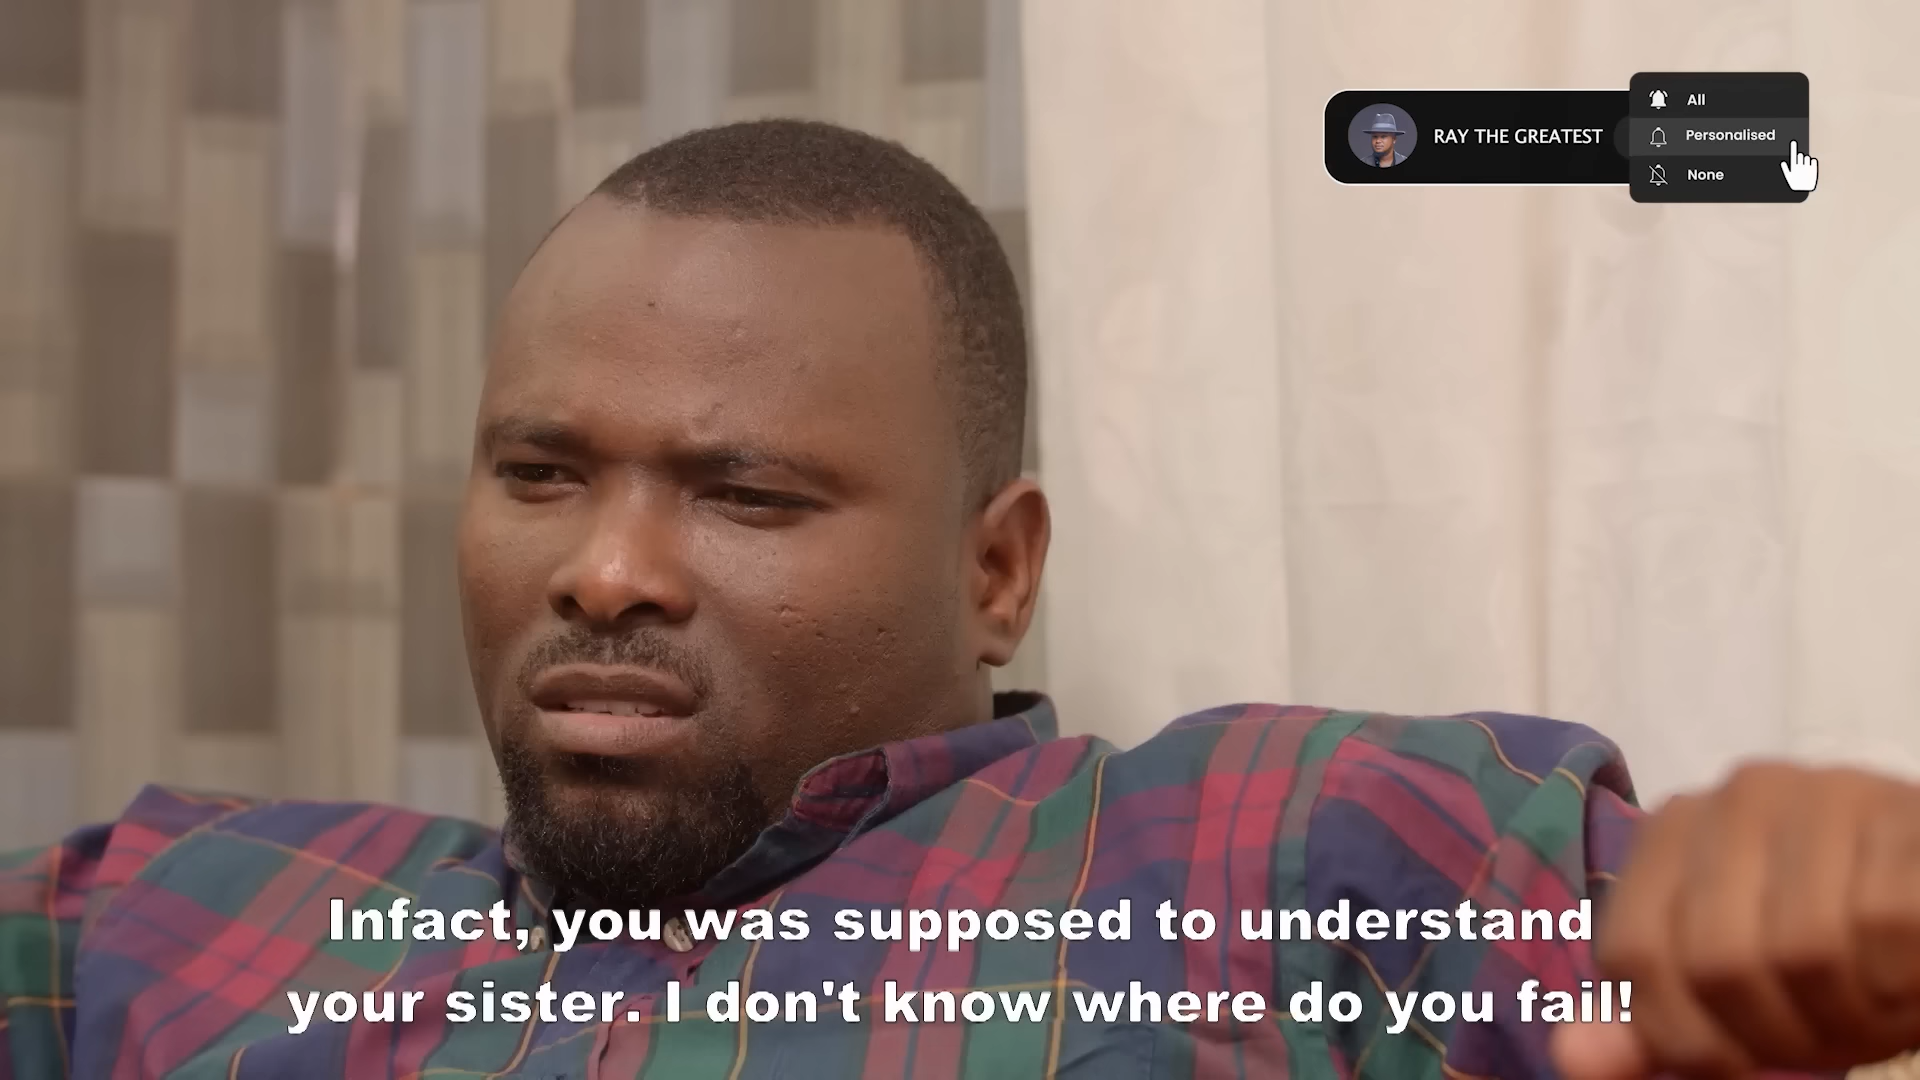 All
RAY THE GREATEST
Personalised
None
Infact, you was supposed to understand
your sister. I don't know where do you fail!